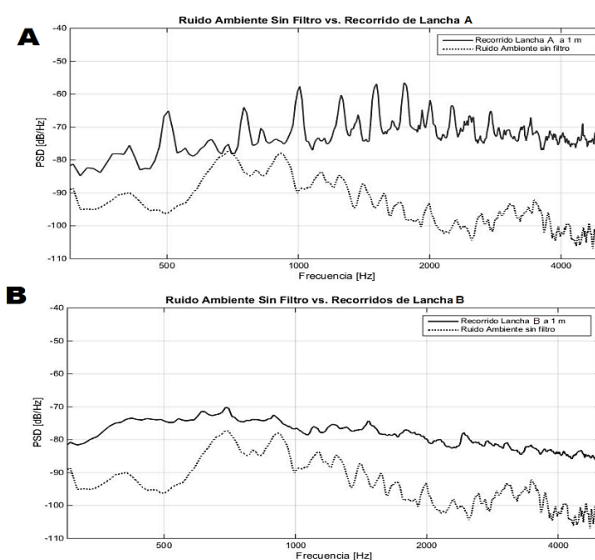 A
Ruido Ambiente Sin Filtro vs. Recorrido de Lancha A
Recorrido Lancha A a 1 m
Ruido Ambiente sin filtro
PSD [dB/Hz]
-40
-50
-60
-70
-80
-90
-100
-110
500
1000
2000
4000
Frecuencia [Hz]
B
Ruido Ambiente Sin Filtro vs. Recorridos de Lancha B
Recorrido Lancha B a 1 m
Ruido Ambiente sin filtro
PSD [dB/Hz]
-40
-50
-60
-70
-80
-90
-100
-110
500
1000
2000
4000
Frecuencia [Hz]